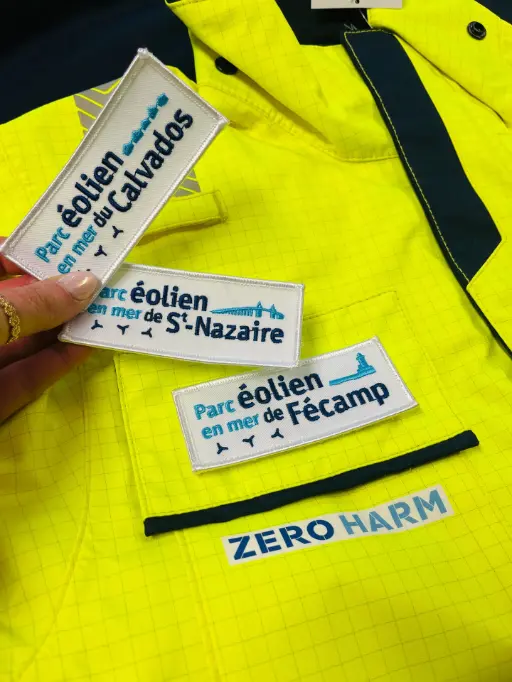 Parc éolien
en mer du Calvados
Parc éolien
en mer de St-Nazaire
Parc éolien
en mer de Fécamp
ZERO HARM